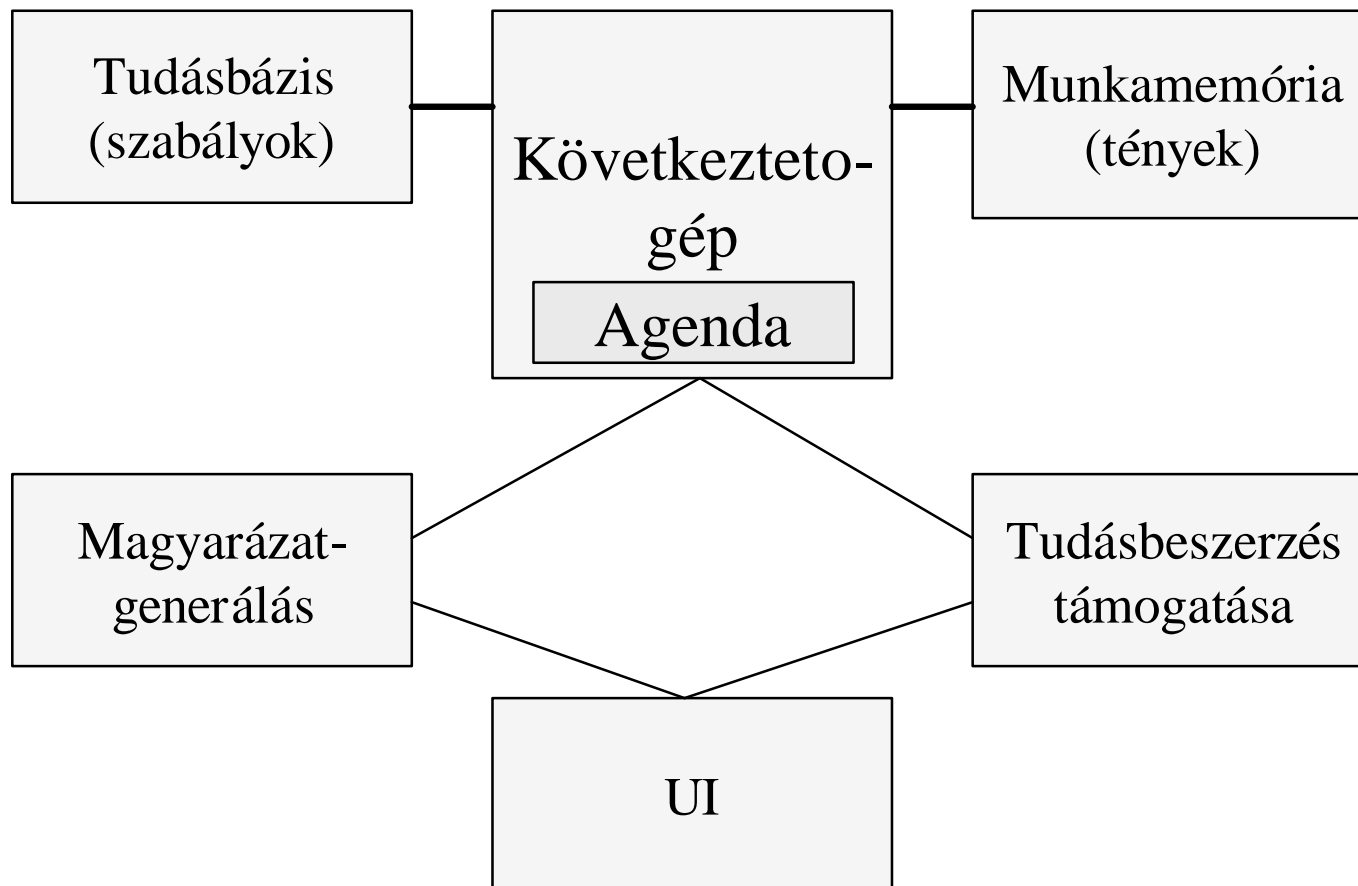 Tudásbázis
(szabályok)
Következteto-
gép
Agenda
Munkamemória
(tények)
Magyarázat-
generálás
Tudásbeszerzés
támogatása
UI